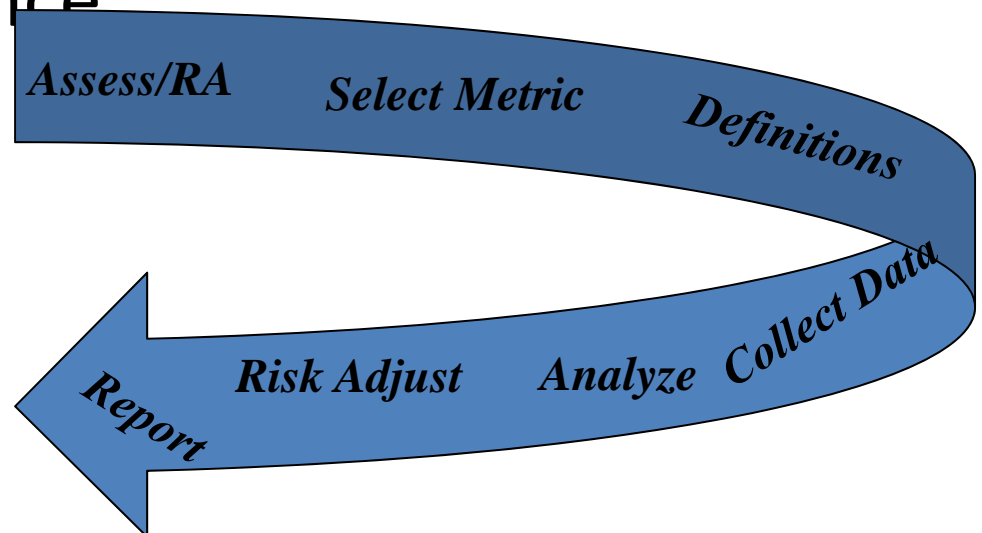 Assess/RA
Select Metric
Definitions
Collect Data
Analyze
Risk Adjust
Report